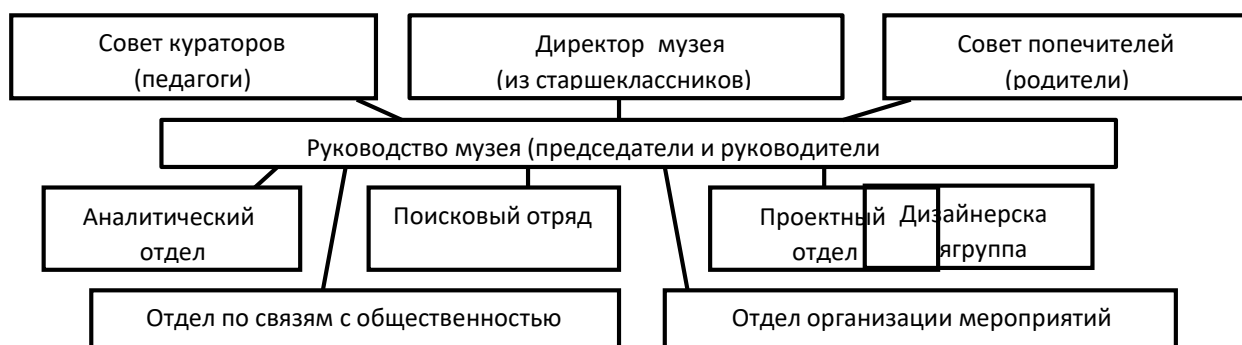 Совет кураторов
(педагоги)
Директор музея
(из старшеклассников)
Совет попечителей
(родители)
Руководство музея (председатели и руководители
Аналитический
отдел
Поисковый отряд
Проектный
отдел
Дизайнерска
ягруппа
Отдел по связям с общественностью
Отдел организации мероприятий